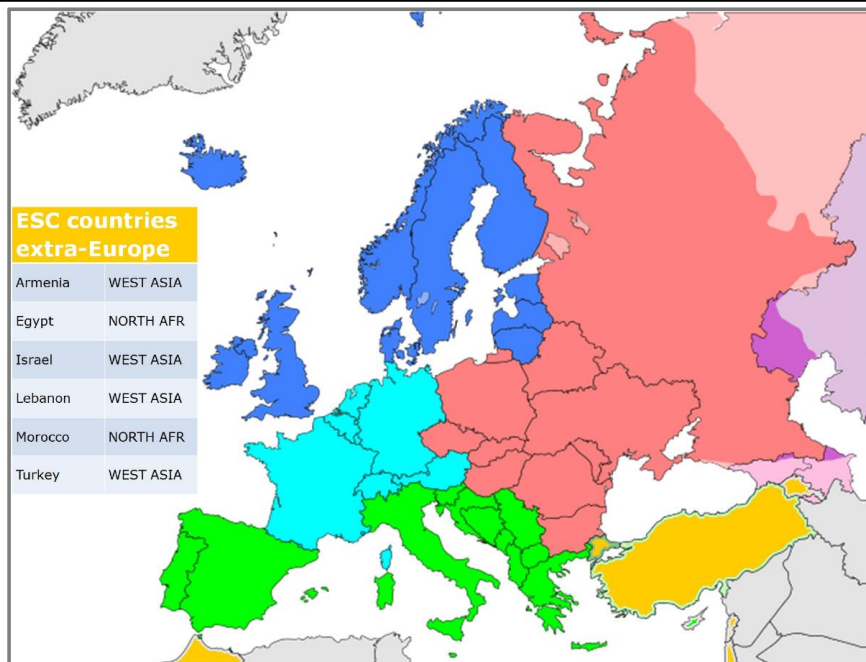 ESC countries
extra-Europe
Armenia WEST ASIA
Egypt NORTH AFR
Israel WEST ASIA
Lebanon WEST ASIA
Morocco NORTH AFR
Turkey WEST ASIA